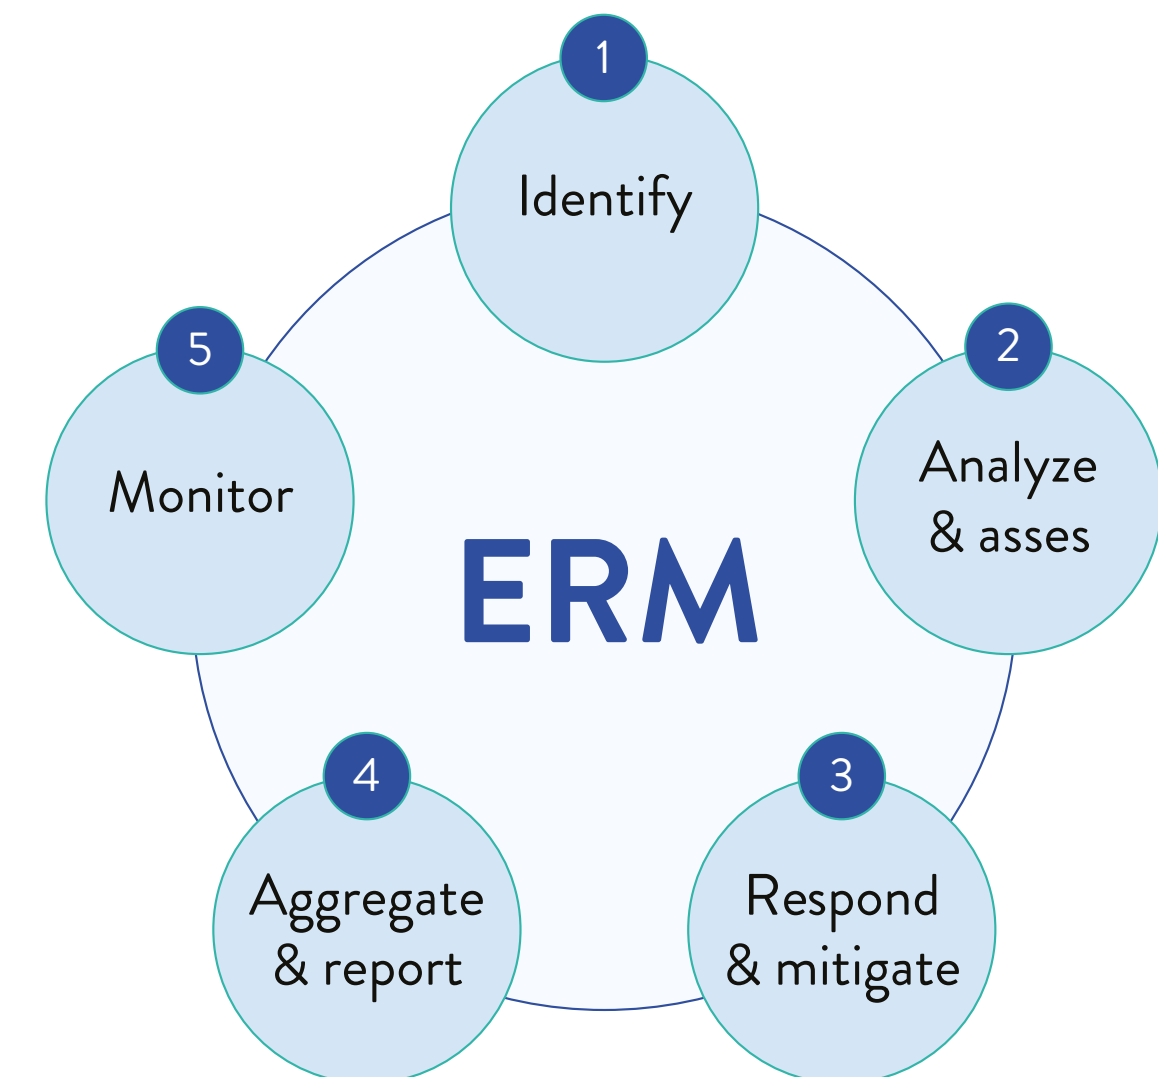 1
Identify
2
Analyze
& asses
3
Respond
& mitigate
4
Aggregate
& report
5
Monitor
ERM